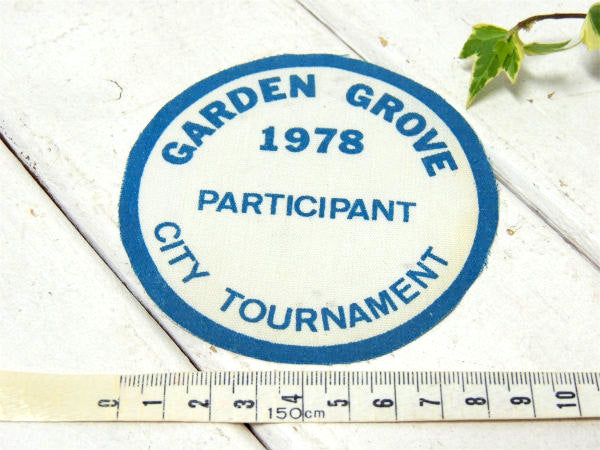 GARDEN GROVE
1978
PARTICIPANT
CITY TOURNAMENT
0 1 2 3 4 5 6 7 8 9 10
150cm